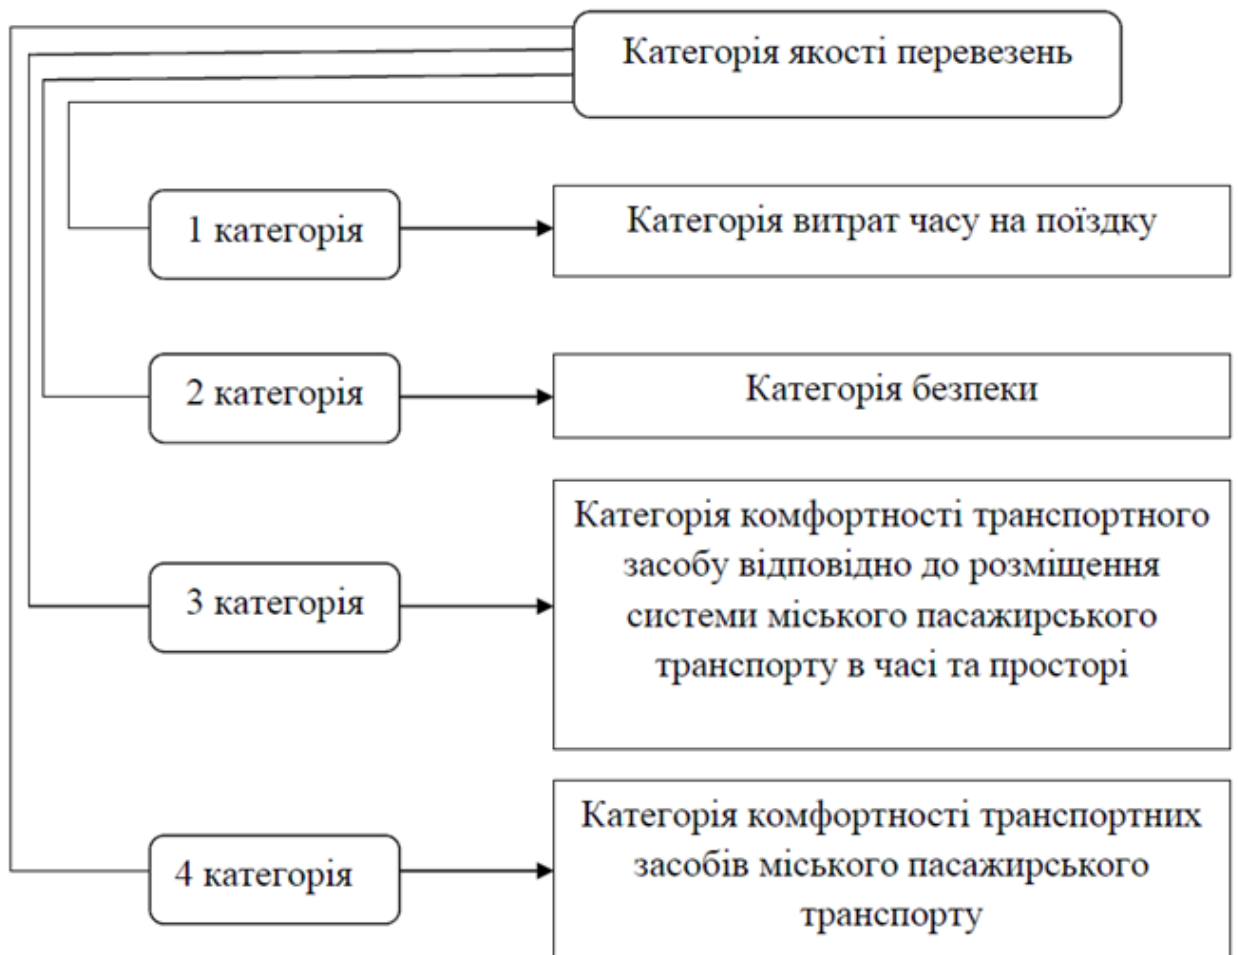 Категорія якості перевезень
1 категорія
Категорія витрат часу на поїздку
2 категорія
Категорія безпеки
3 категорія
Категорія комфортності транспортного
засобу відповідно до розміщення
системи міського пасажирського
транспорту в часі та просторі
4 категорія
Категорія комфортності транспортних
засобів міського пасажирського
транспорту